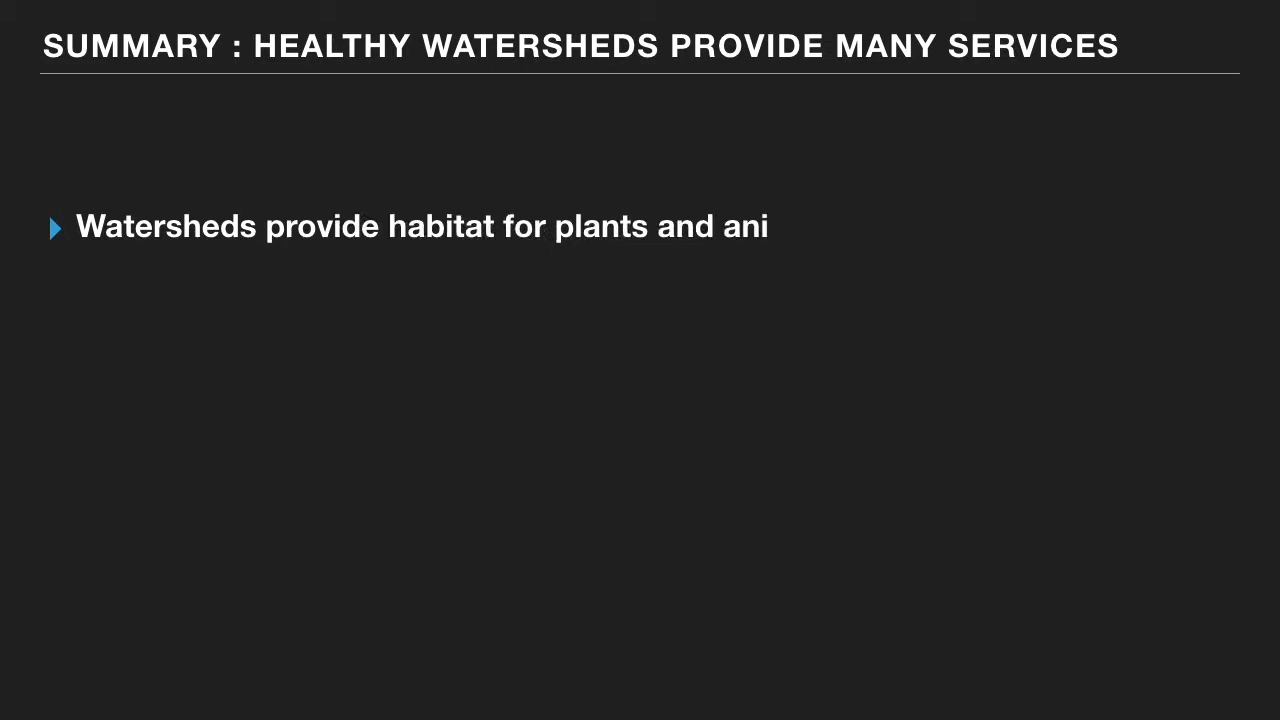 SUMMARY : HEALTHY WATERSHEDS PROVIDE MANY SERVICES
Watersheds provide habitat for plants and ani